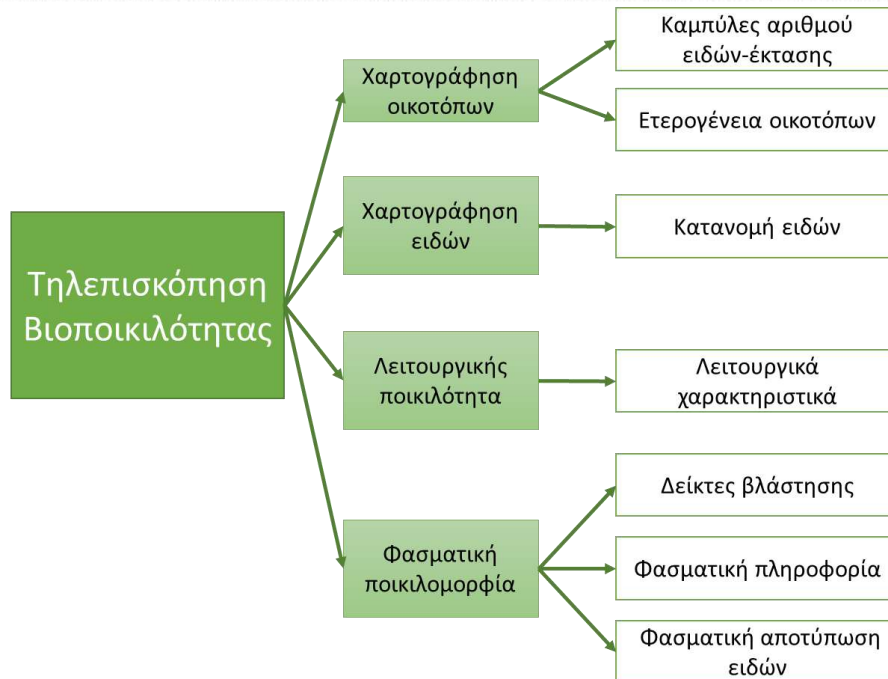 Τηλεπισκόπηση
Βιοποικιλότητας
Χαρτογράφηση
οικοτόπων
Καμπύλες αριθμού
ειδών-έκτασης
Ετερογένεια οικοτόπων
Χαρτογράφηση
ειδών
Κατανομή ειδών
Λειτουργικής
ποικιλότητα
Λειτουργικά
χαρακτηριστικά
Φασματική
ποικιλομορφία
Δείκτες βλάστησης
Φασματική πληροφορία
Φασματική αποτύπωση
ειδών